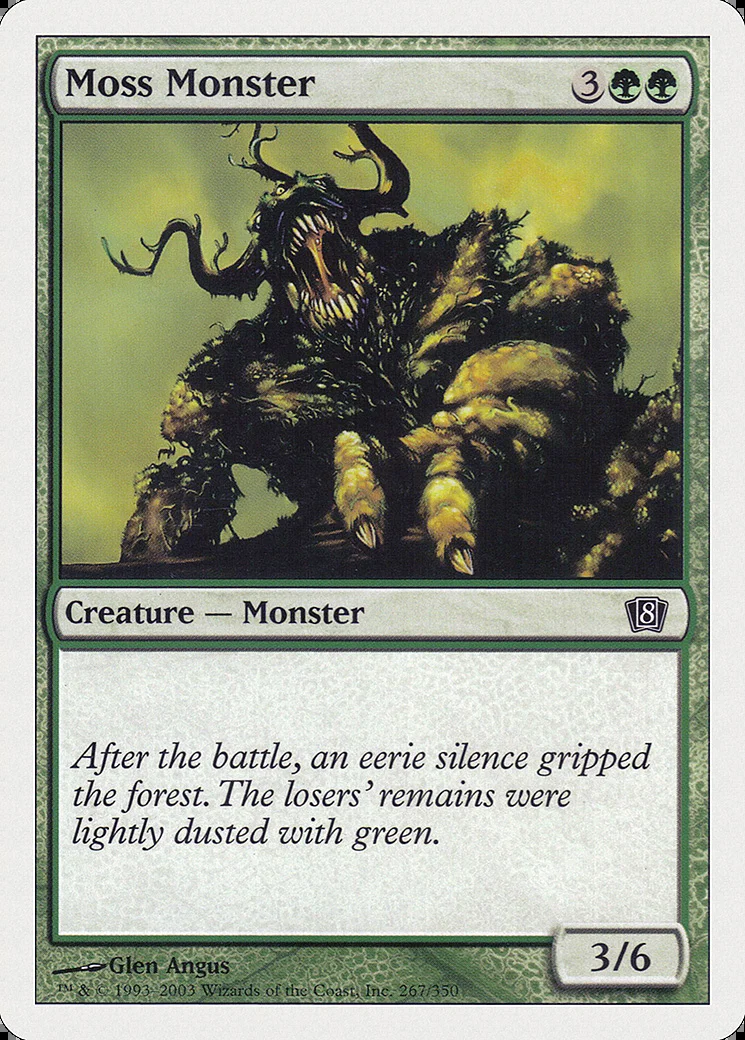 Moss Monster 3
Creature — Monster 8
After the battle, an eerie silence gripped
the forest. The losers' remains were
lightly dusted with green.
3/6
Glen Angus
™ & © 1993–2003 Wizards of the Coast, Inc. 267/350